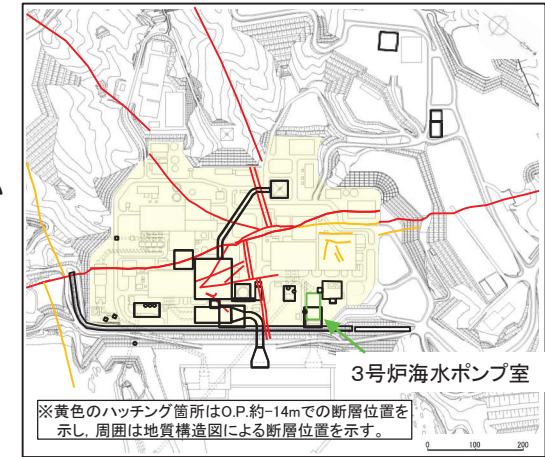 3号炉海水ポンプ室
※黄色のハッチング箇所はO.P.約-14mでの断層位置を
示し，周囲は地質構造図による断層位置を示す。
0 100 200